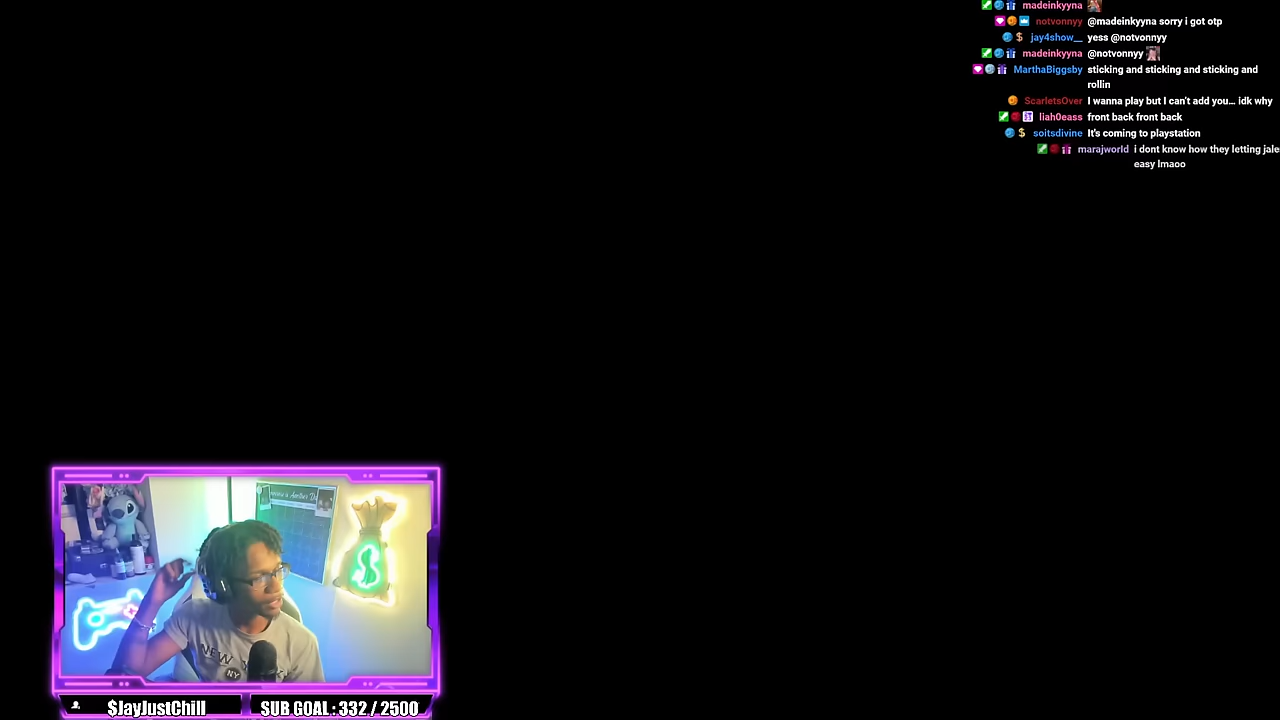 madeinkyyna
notvonnyy @madeinkyyna sorry i got otp
jay4show__ yess @notvonnyy
madeinkyyna @notvonnyy
MarthaBiggsby sticking and sticking and sticking and
rollin
ScarletsOver I wanna play but I can't add you... idk why
liah0eass front back front back
soitsdivine It's coming to playstation
marajworld i dont know how they letting jale
easy lmaoo
NEW
NY
$JayJustChill
SUB GOAL : 332 / 2500